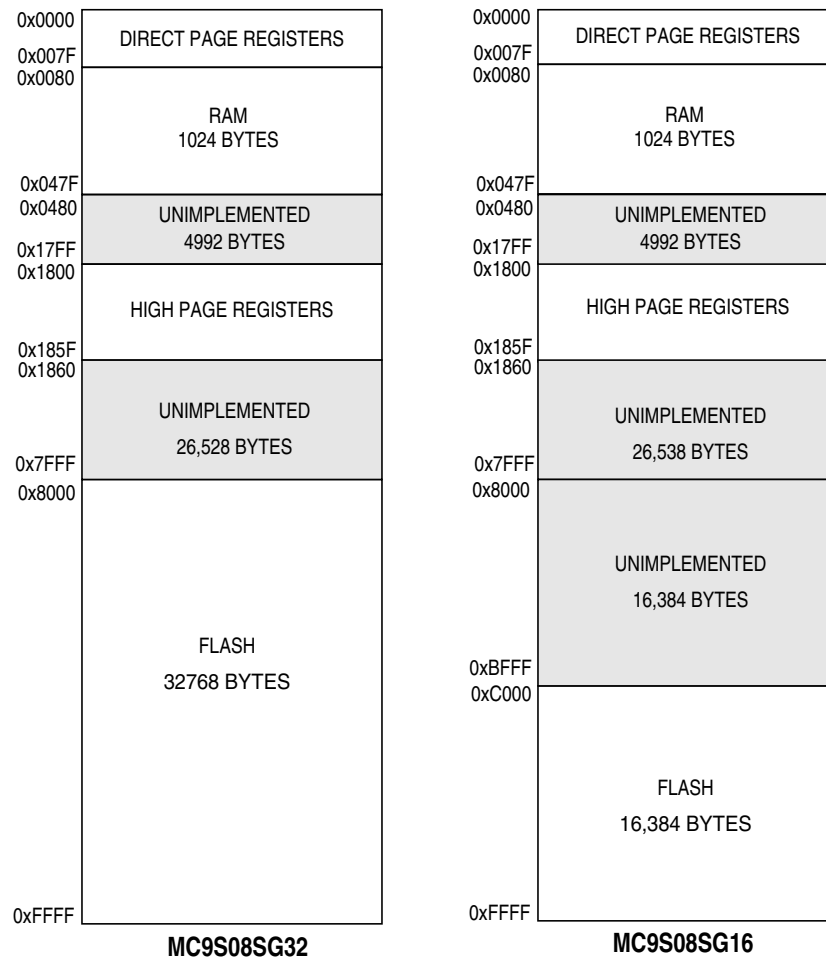 0x0000
DIRECT PAGE REGISTERS
0x007F
0x0080
RAM
1024 BYTES
0x047F
0x0480
UNIMPLEMENTED
4992 BYTES
0x17FF
0x1800
HIGH PAGE REGISTERS
0x185F
0x1860
UNIMPLEMENTED
26,528 BYTES
0x7FFF
0x8000
FLASH
32768 BYTES
0xFFFF
MC9S08SG32
0x0000
DIRECT PAGE REGISTERS
0x007F
0x0080
RAM
1024 BYTES
0x047F
0x0480
UNIMPLEMENTED
4992 BYTES
0x17FF
0x1800
HIGH PAGE REGISTERS
0x185F
0x1860
UNIMPLEMENTED
26,538 BYTES
0x7FFF
0x8000
UNIMPLEMENTED
16,384 BYTES
0xBFFF
0xC000
FLASH
16,384 BYTES
0xFFFF
MC9S08SG16